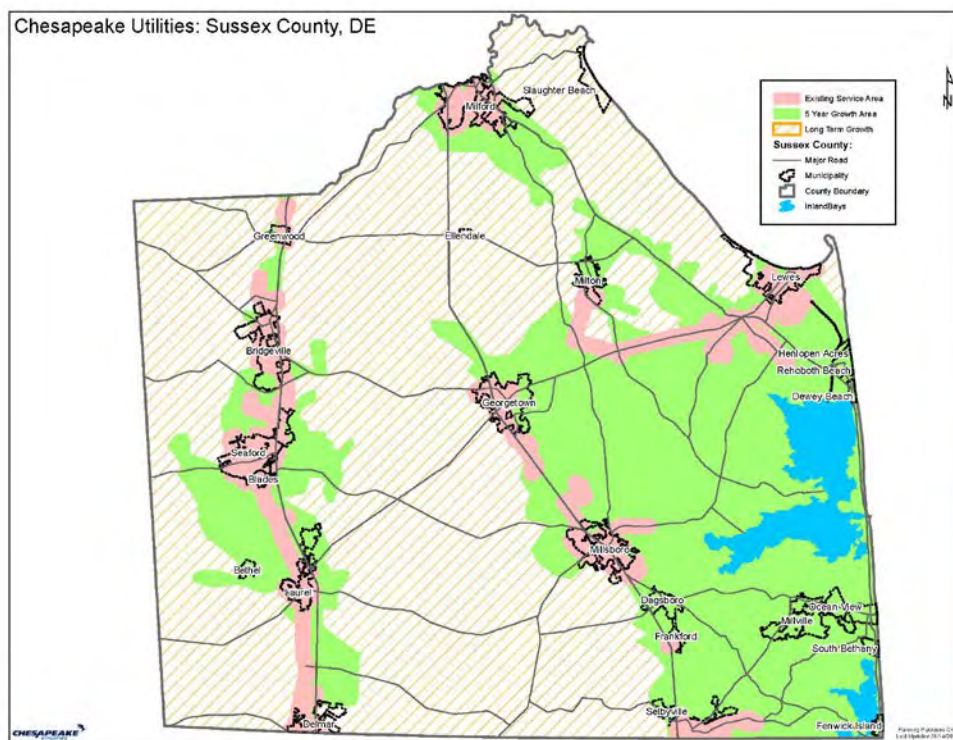 Chesapeake Utilities: Sussex County, DE
N
Existing Service Area
5 Year Growth Area
Long Term Growth
Sussex County:
Major Road
Municipality
County Boundary
InlandBays
Slaughter Beach
Milford
Greenwood
Ellendale
Milton
Lewes
Bridgeville
Henlopen Acres
Rehoboth Beach
Dewey Beach
Georgetown
Seaford
Blades
Millsboro
Bethel
Laurel
Dagsboro
Ocean View
Millville
Frankford
South Bethany
Selbyville
Delmar
Fenwick Island
CHESAPEAKE